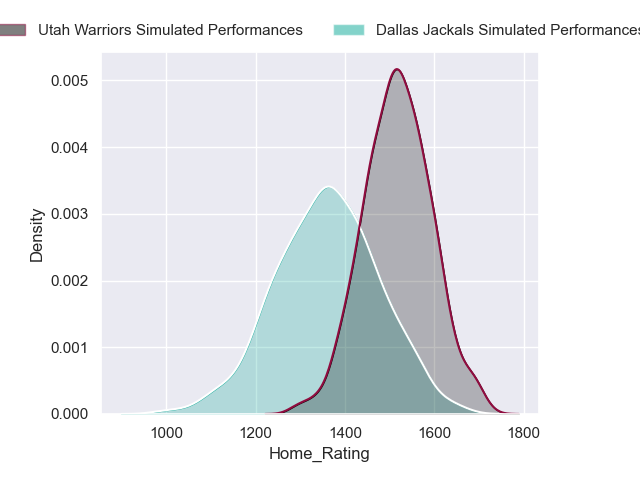 Utah Warriors Simulated Performances
Dallas Jackals Simulated Performances
0.005
0.004
0.003
0.002
0.001
0.000
Density
1000
1200
1400
1600
1800
Home_Rating